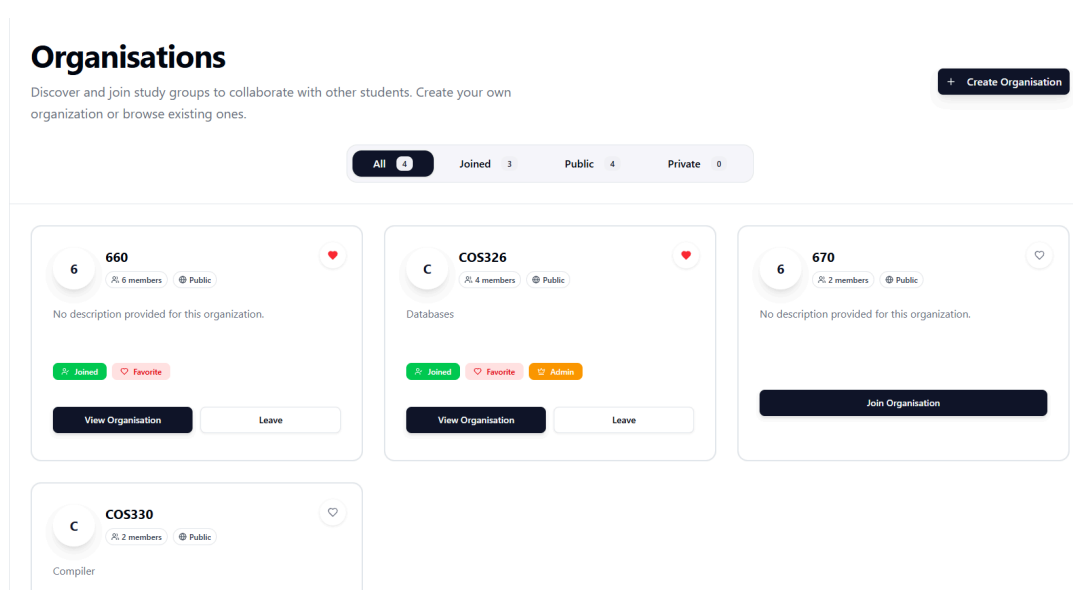 Organisations
Discover and join study groups to collaborate with other students. Create your own
organization or browse existing ones.
+ Create Organisation
All 4 Joined 3 Public 4 Private 0
6
660
6 members Public
No description provided for this organization.
Joined Favorite
View Organisation Leave
C
COS326
4 members Public
Databases
Joined Favorite Admin
View Organisation Leave
6
670
2 members Public
No description provided for this organization.
Join Organisation
C
COS330
2 members Public
Compiler